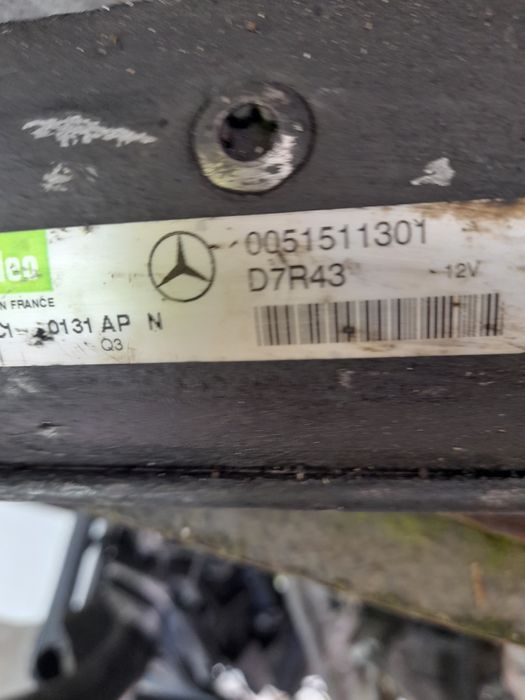 leo
0051511301
D7R43 12V
N FRANCE
0131 AP N
Q3